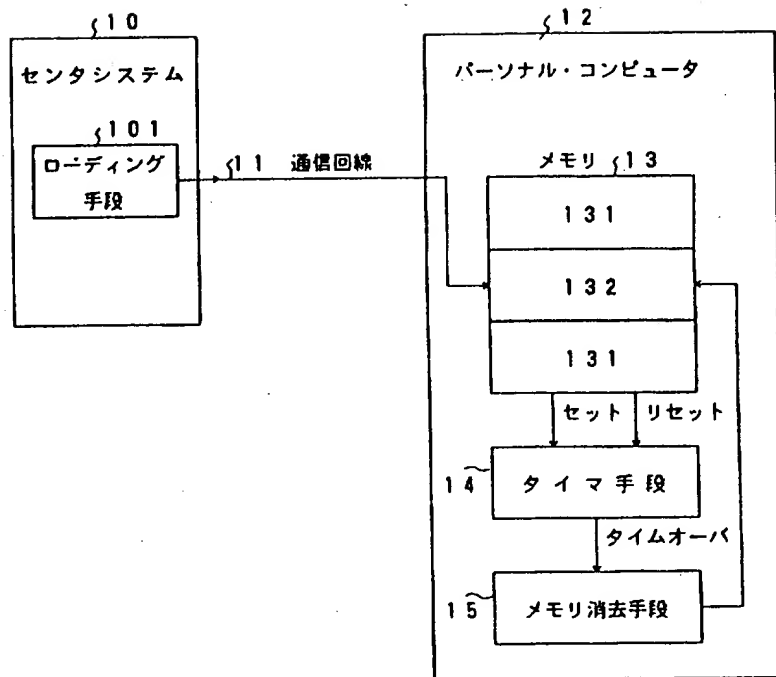 10
センタシステム
101
ローディング
手段
11 通信回線
12
パーソナル・コンピュータ
メモリ 13
131
132
131
セット リセット
14
タイマ手段
タイムオーバ
15
メモリ消去手段